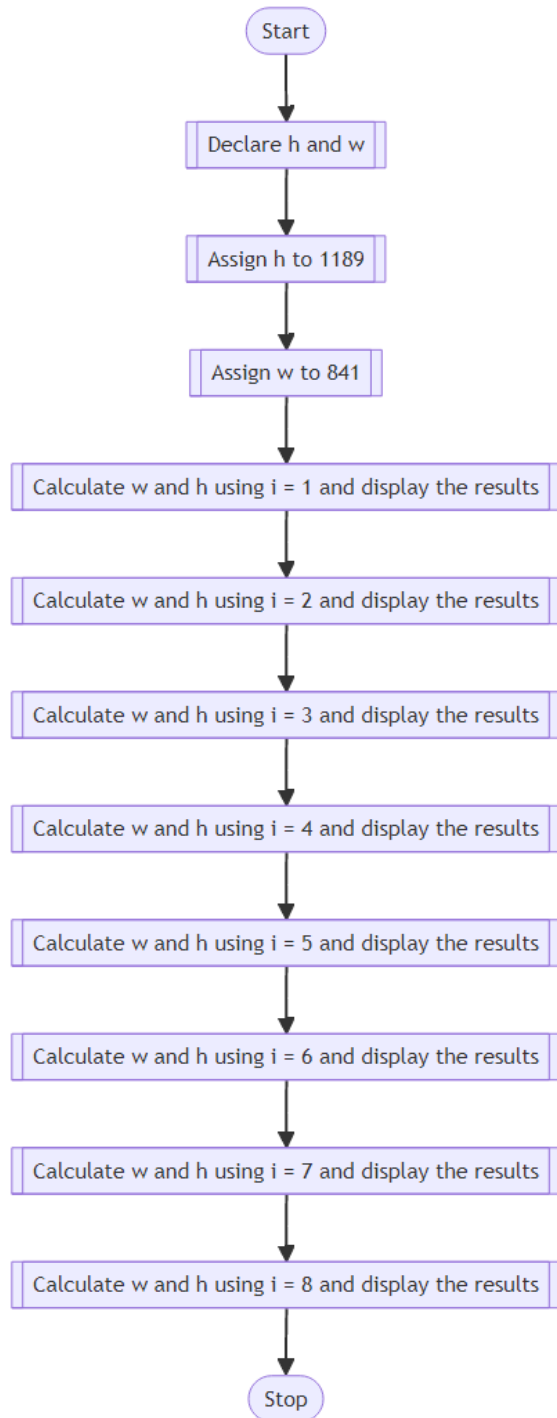 Start
Declare h and w
Assign h to 1189
Assign w to 841
Calculate w and h using i = 1 and display the results
Calculate w and h using i = 2 and display the results
Calculate w and h using i = 3 and display the results
Calculate w and h using i = 4 and display the results
Calculate w and h using i = 5 and display the results
Calculate w and h using i = 6 and display the results
Calculate w and h using i = 7 and display the results
Calculate w and h using i = 8 and display the results
Stop